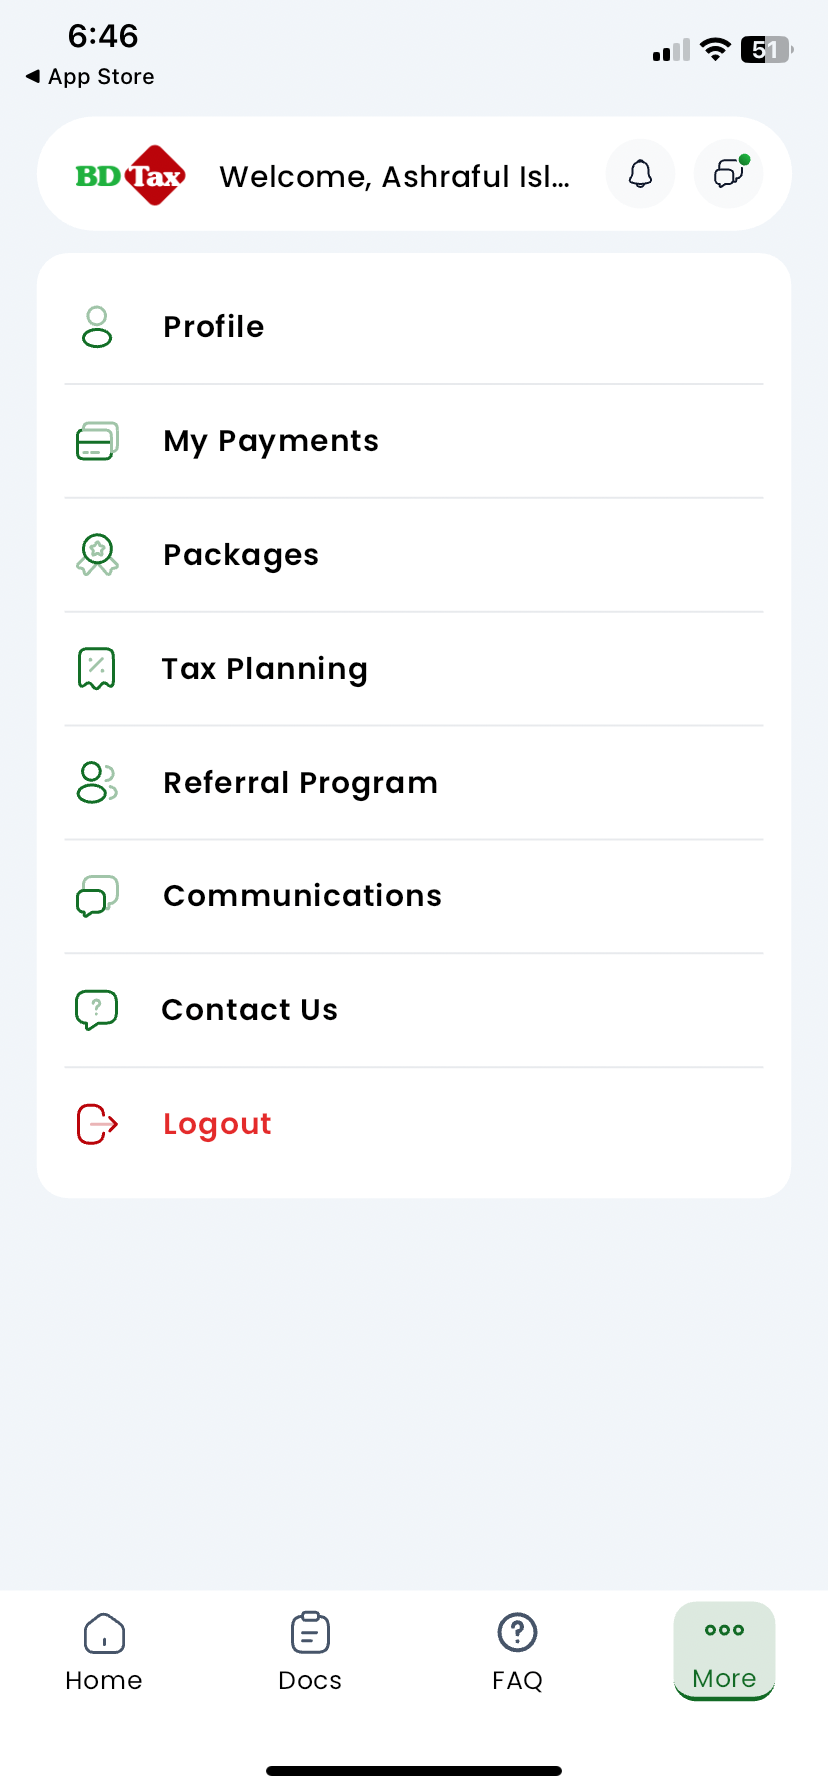 6:46
51
◀ App Store
BD Tax
Welcome, Ashraful Isl...
Profile
My Payments
Packages
Tax Planning
Referral Program
Communications
Contact Us
Logout
Home
Docs
FAQ
More